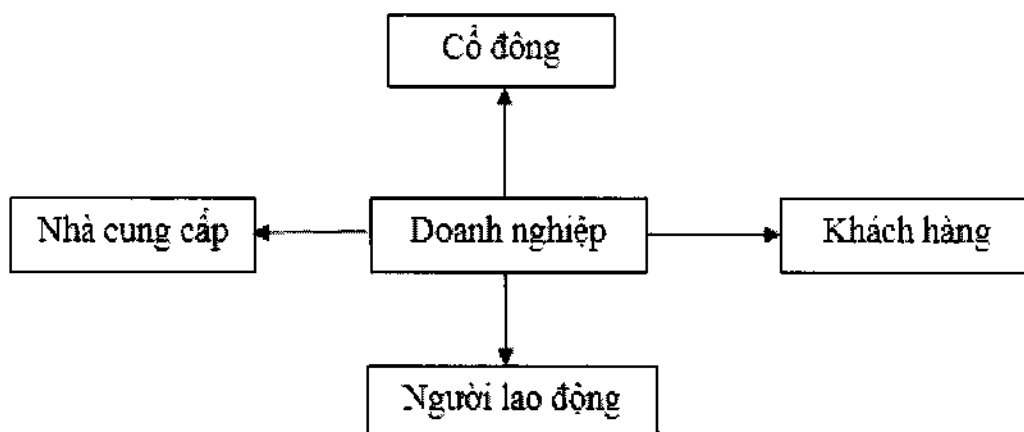 Cổ đông
Nhà cung cấp
Doanh nghiệp
Khách hàng
Người lao động